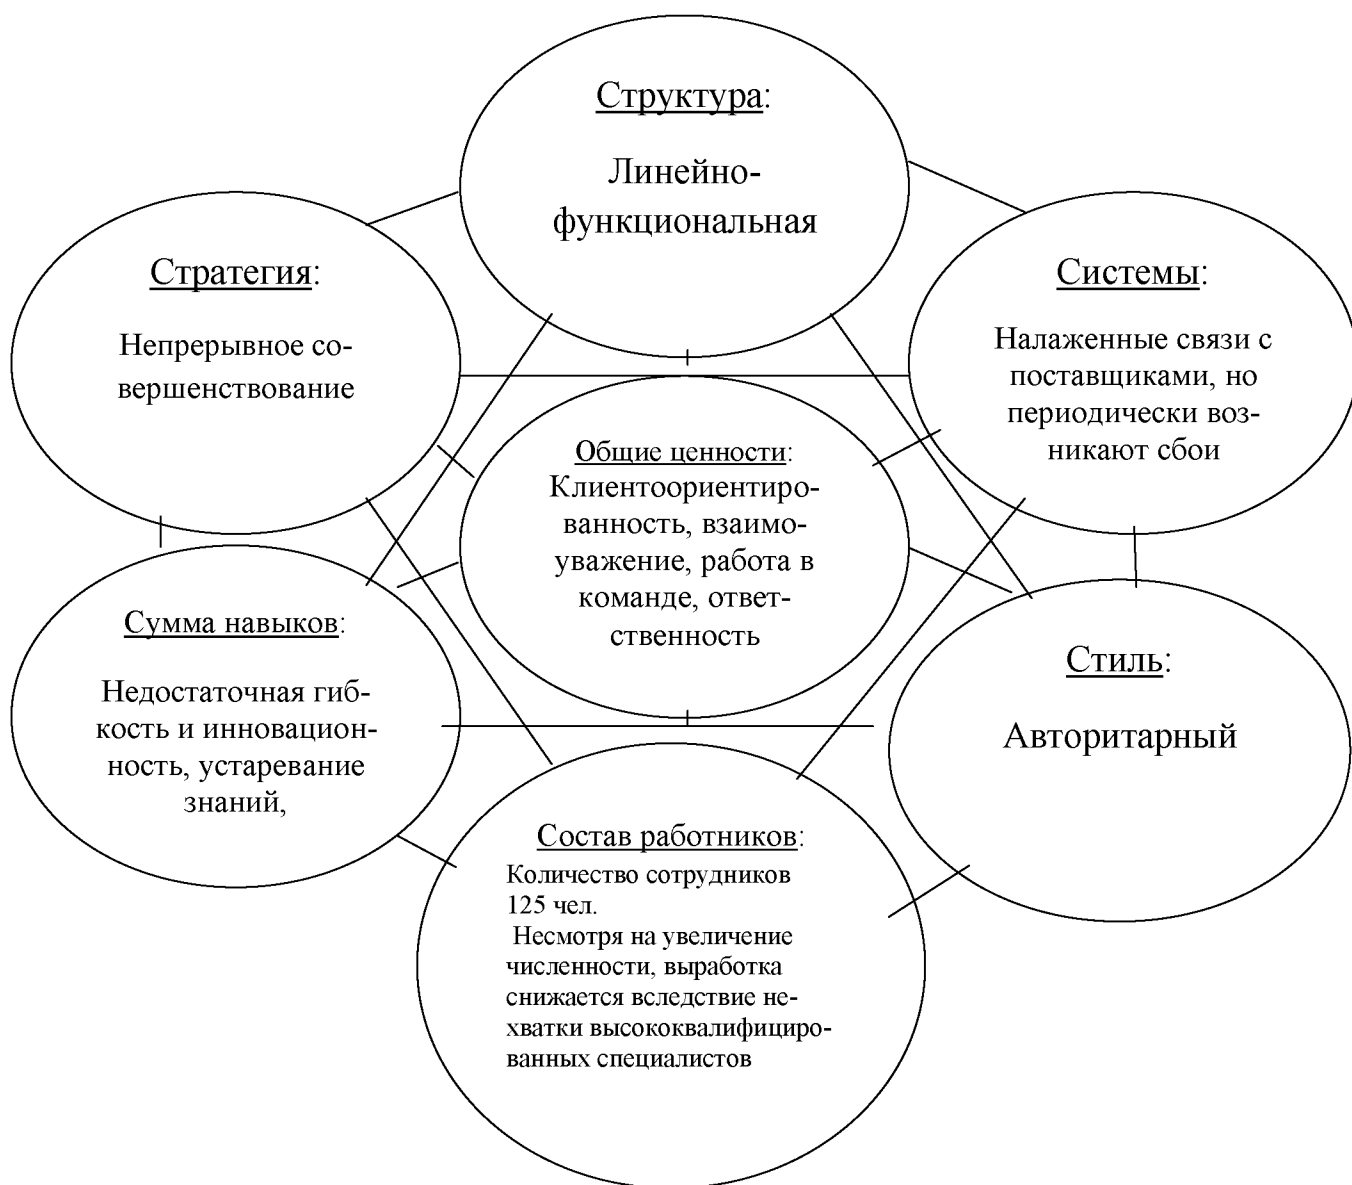 Структура:
Линейно-
функциональная
Стратегия:
Непрерывное со-
вершенствование
Системы:
Налаженные связи с
поставщиками, но
периодически воз-
никают сбои
Общие ценности:
Клиентоориентиро-
ванность, взаимо-
уважение, работа в
команде, ответ-
ственность
Сумма навыков:
Недостаточная гиб-
кость и инновацион-
ность, устаревание
знаний,
Стиль:
Авторитарный
Состав работников:
Количество сотрудников
125 чел.
Несмотря на увеличение
численности, выработка
снижается вследствие не-
хватки высококвалифициро-
ванных специалистов